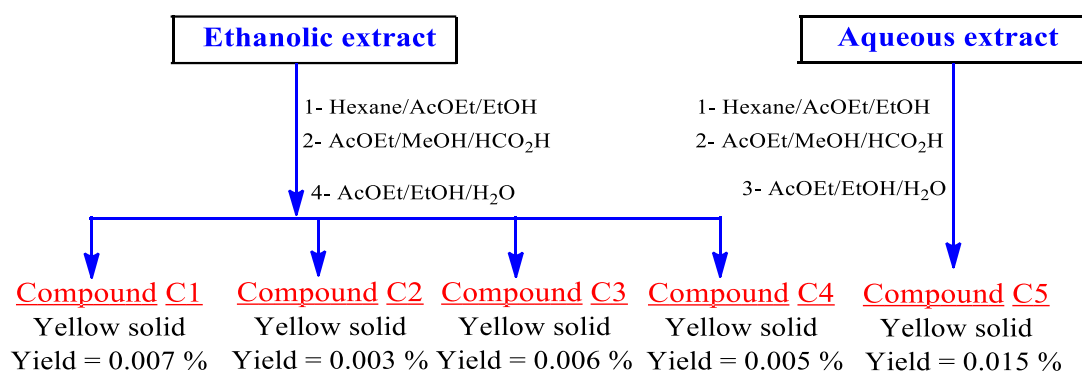 Ethanolic extract
1- Hexane/AcOEt/EtOH
2- AcOEt/MeOH/HCO₂H
4- AcOEt/EtOH/H₂O
Aqueous extract
1- Hexane/AcOEt/EtOH
2- AcOEt/MeOH/HCO₂H
3- AcOEt/EtOH/H₂O
Compound C1
Yellow solid
Yield = 0.007 %
Compound C2
Yellow solid
Yield = 0.003 %
Compound C3
Yellow solid
Yield = 0.006 %
Compound C4
Yellow solid
Yield = 0.005 %
Compound C5
Yellow solid
Yield = 0.015 %